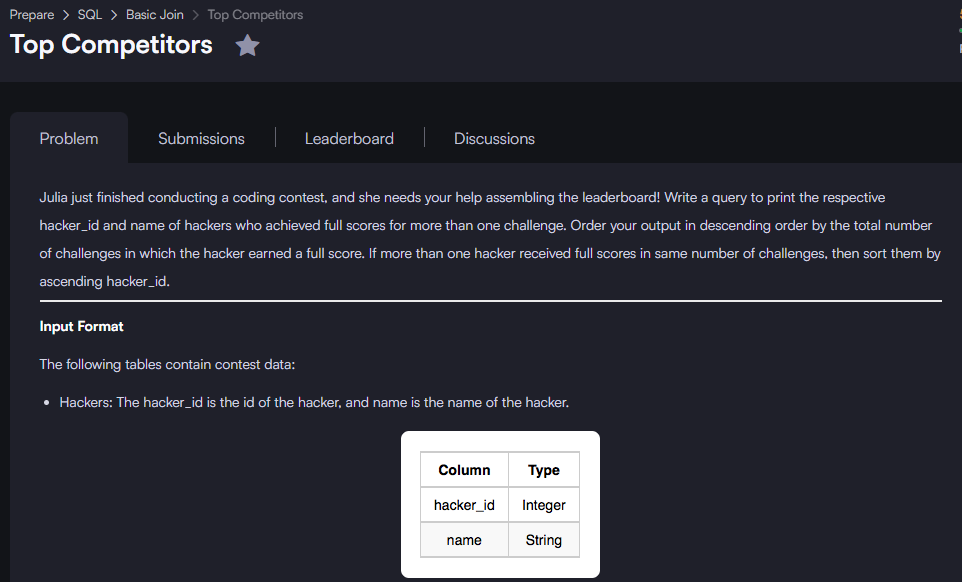 Prepare > SQL > Basic Join > Top Competitors
Top Competitors
Problem Submissions Leaderboard Discussions
Julia just finished conducting a coding contest, and she needs your help assembling the leaderboard! Write a query to print the respective
hacker_id and name of hackers who achieved full scores for more than one challenge. Order your output in descending order by the total number
of challenges in which the hacker earned a full score. If more than one hacker received full scores in same number of challenges, then sort them by
ascending hacker_id.
Input Format
The following tables contain contest data:
• Hackers: The hacker_id is the id of the hacker, and name is the name of the hacker.
Column Type
hacker_id Integer
name String